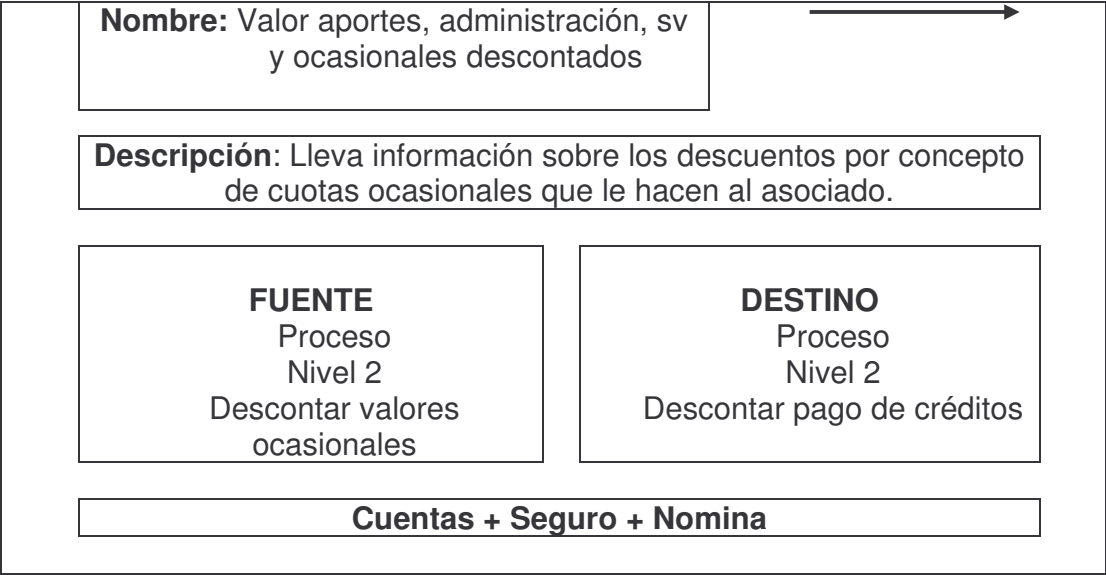 Nombre: Valor aportes, administración, sv
y ocasionales descontados
Descripción: Lleva información sobre los descuentos por concepto
de cuotas ocasionales que le hacen al asociado.
FUENTE
Proceso
Nivel 2
Descontar valores
ocasionales
DESTINO
Proceso
Nivel 2
Descontar pago de créditos
Cuentas + Seguro + Nomina